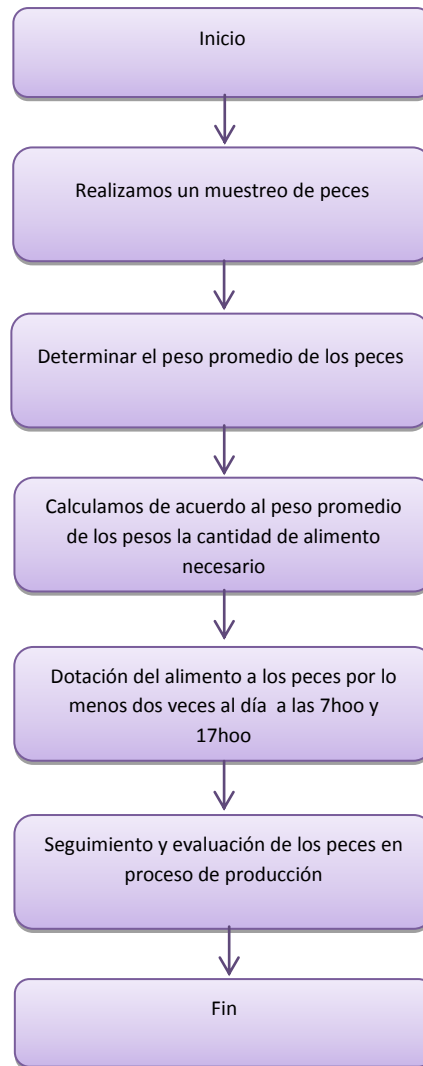 Inicio
Realizamos un muestreo de peces
Determinar el peso promedio de los peces
Calculamos de acuerdo al peso promedio
de los pesos la cantidad de alimento
necesario
Dotación del alimento a los peces por lo
menos dos veces al día  a las 7hoo y
17hoo
Seguimiento y evaluación de los peces en
proceso de producción
Fin